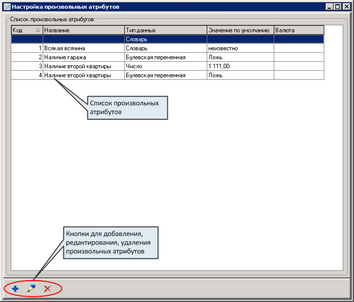 Настройка произвольных атрибутов
Список произвольных атрибутов
Код Название Тип данных Значение по умолчанию Валюта
Словарь
1 Всякая всячина Словарь неизвестно
2 Наличие гаража Булевская переменная Ложь
3 Наличие второй квартиры Число 1 111,00
4 Наличие второй квартиры Булевская переменная Ложь
Список произвольных
атрибутов
Кнопки для добавления,
редактирования, удаления
произвольных атрибутов